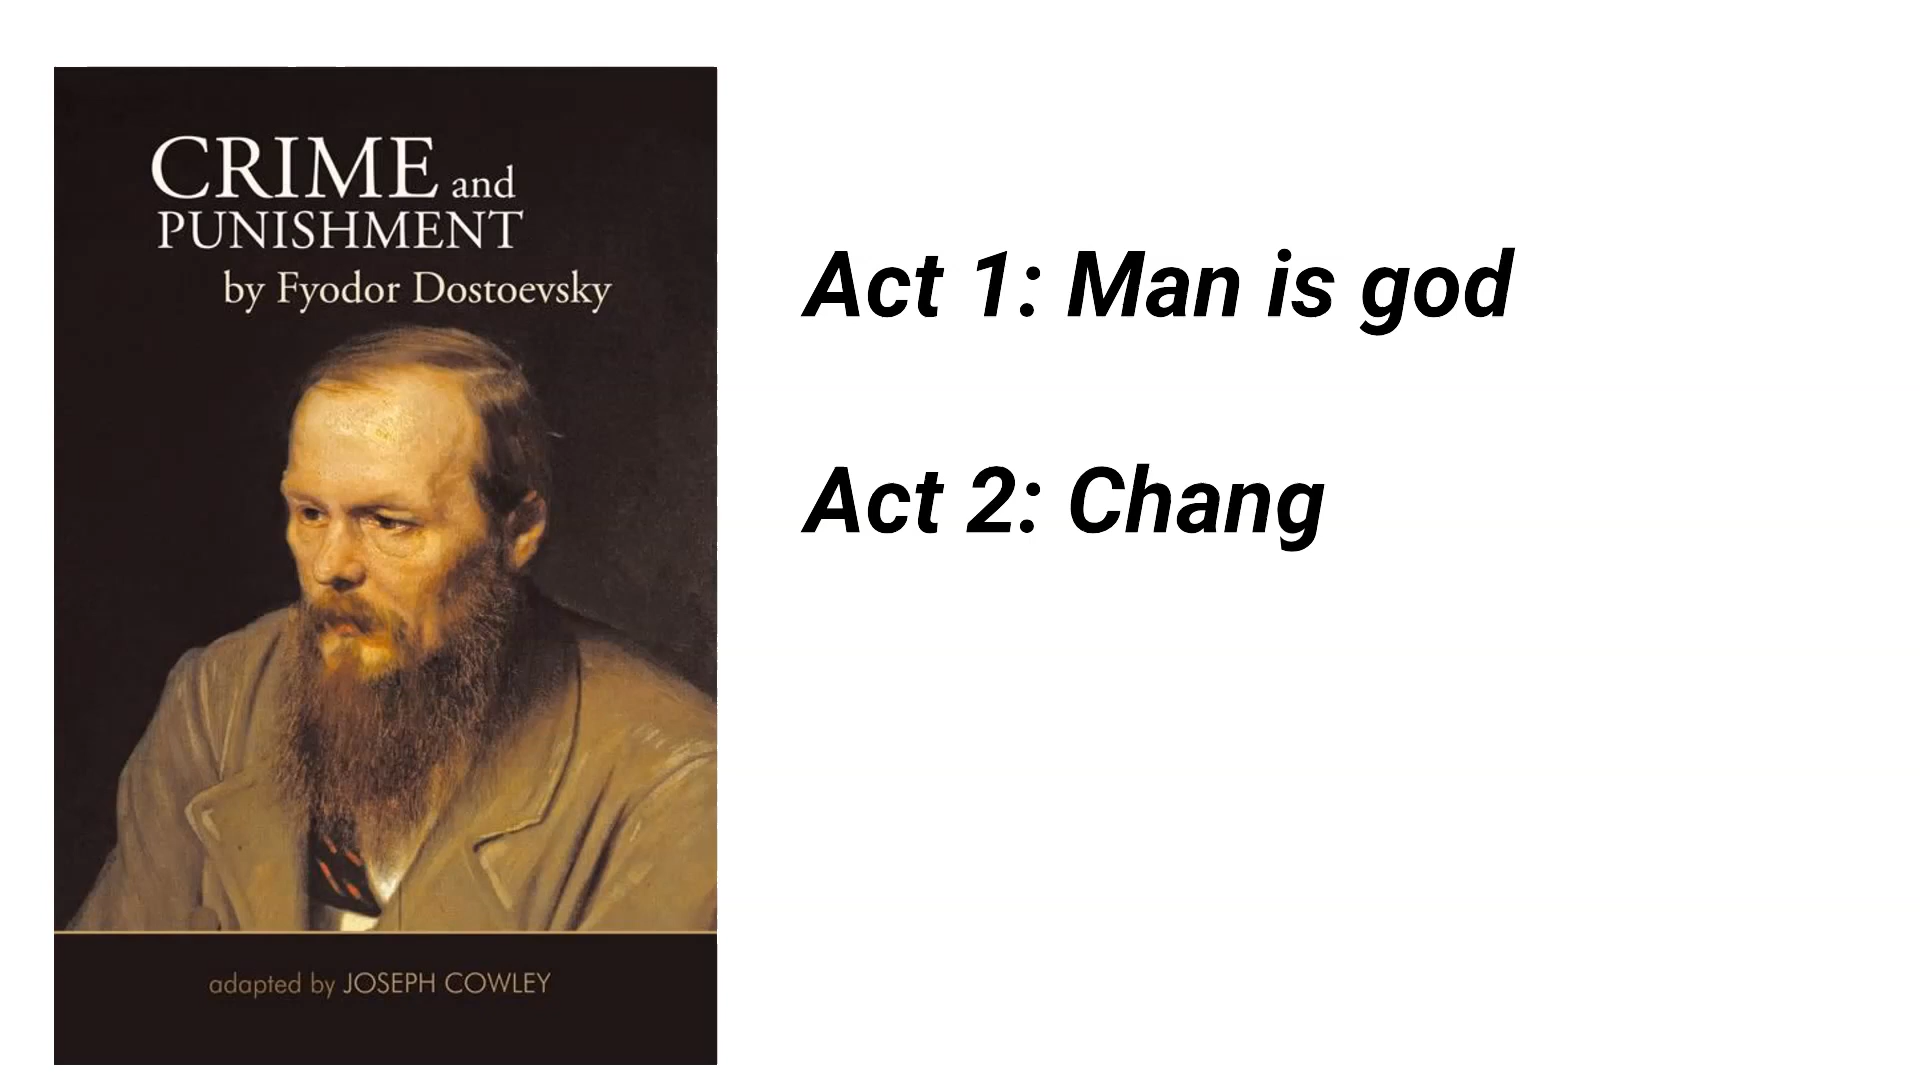 CRIME and
PUNISHMENT
by Fyodor Dostoevsky
adapted by JOSEPH COWLEY
Act 1: Man is god
Act 2: Chang